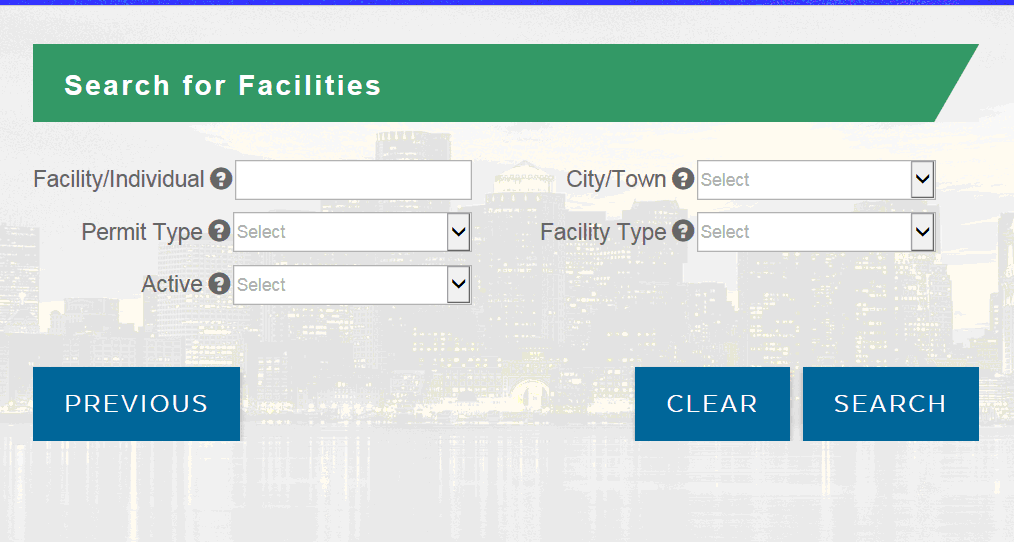 Search for Facilities
Facility/Individual ? City/Town ? Select
Permit Type ? Select Facility Type ? Select
Active ? Select
PREVIOUS CLEAR SEARCH